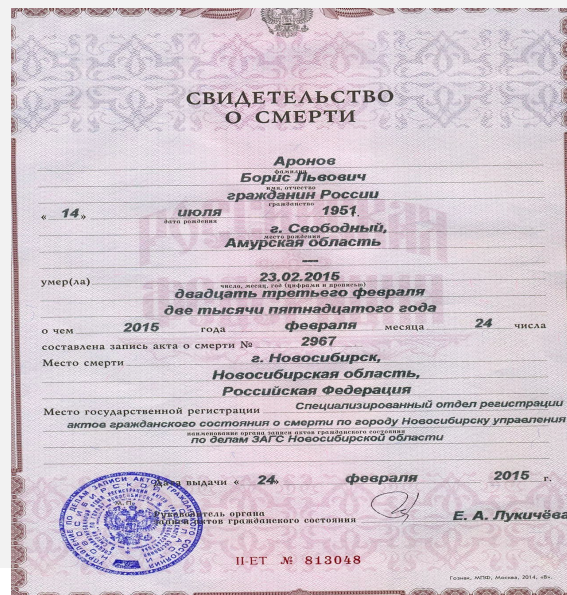 СВИДЕТЕЛЬСТВО
О СМЕРТИ
Аронов
фамилия
Борис Львович
имя, отчество
гражданин России
гражданство
« 14 » июля 1951
дата рождения
г. Свободный,
место рождения
Амурская область
---
умер(ла) 23.02.2015
число, месяц, год (цифрами и прописью)
двадцать третьего февраля
две тысячи пятнадцатого года
о чем 2015 года февраля месяца 24 числа
составлена запись акта о смерти № 2967
Место смерти г. Новосибирск,
Новосибирская область,
Российская Федерация
Место государственной регистрации Специализированный отдел регистрации
актов гражданского состояния о смерти по городу Новосибирску управления
наименование органа записи актов гражданского состояния
по делам ЗАГС Новосибирской области
Дата выдачи « 24 » февраля 2015 г.
Руководитель органа
записи актов гражданского состояния Е. А. Лукичёва
II-ЕТ № 813048
Гознак, МПФ, Москва, 2014, «В».